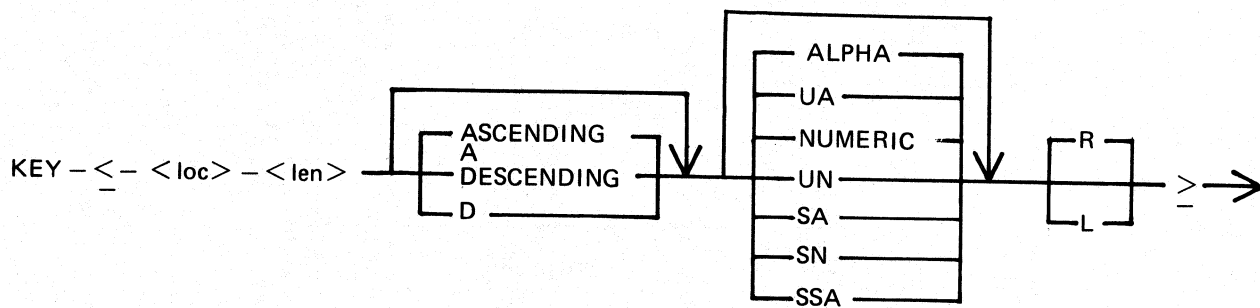 KEY – < – <loc> – <len>
ASCENDING
A
DESCENDING
D
ALPHA
UA
NUMERIC
UN
SA
SN
SSA
R
L
>